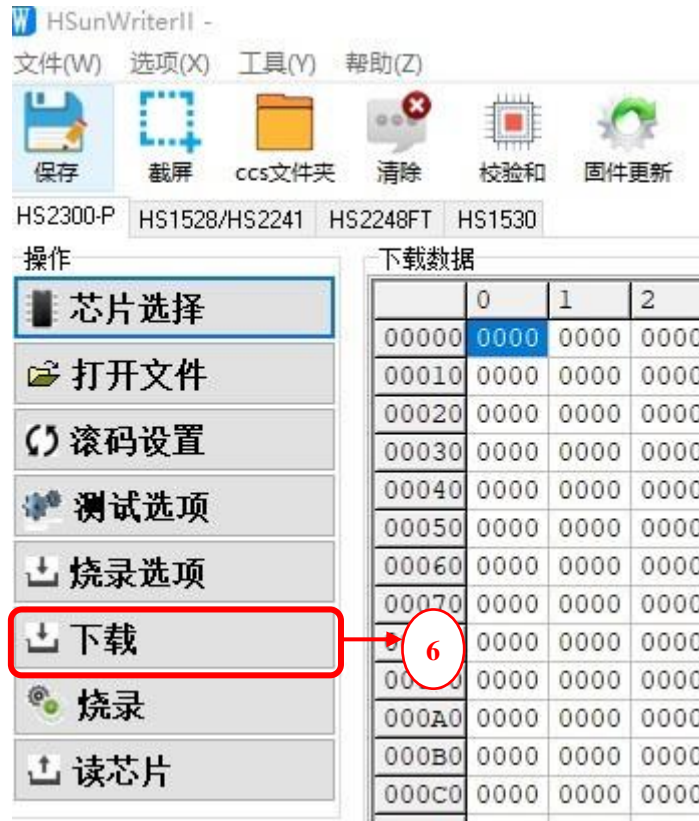 HSunWriterII -
文件(W) 选项(X) 工具(Y) 帮助(Z)
保存 截屏 ccs文件夹 清除 校验和 固件更新
HS2300-P HS1528/HS2241 HS2248FT HS1530
操作
芯片选择
打开文件
滚码设置
测试选项
烧录选项
下载
烧录
读芯片
6
下载数据
0 1 2
00000 0000 0000 0000
00010 0000 0000 0000
00020 0000 0000 0000
00030 0000 0000 0000
00040 0000 0000 0000
00050 0000 0000 0000
00060 0000 0000 0000
00070 0000 0000 0000
0000 0000 0000
0000 0000 0000
000A0 0000 0000 0000
000B0 0000 0000 0000
000C0 0000 0000 0000